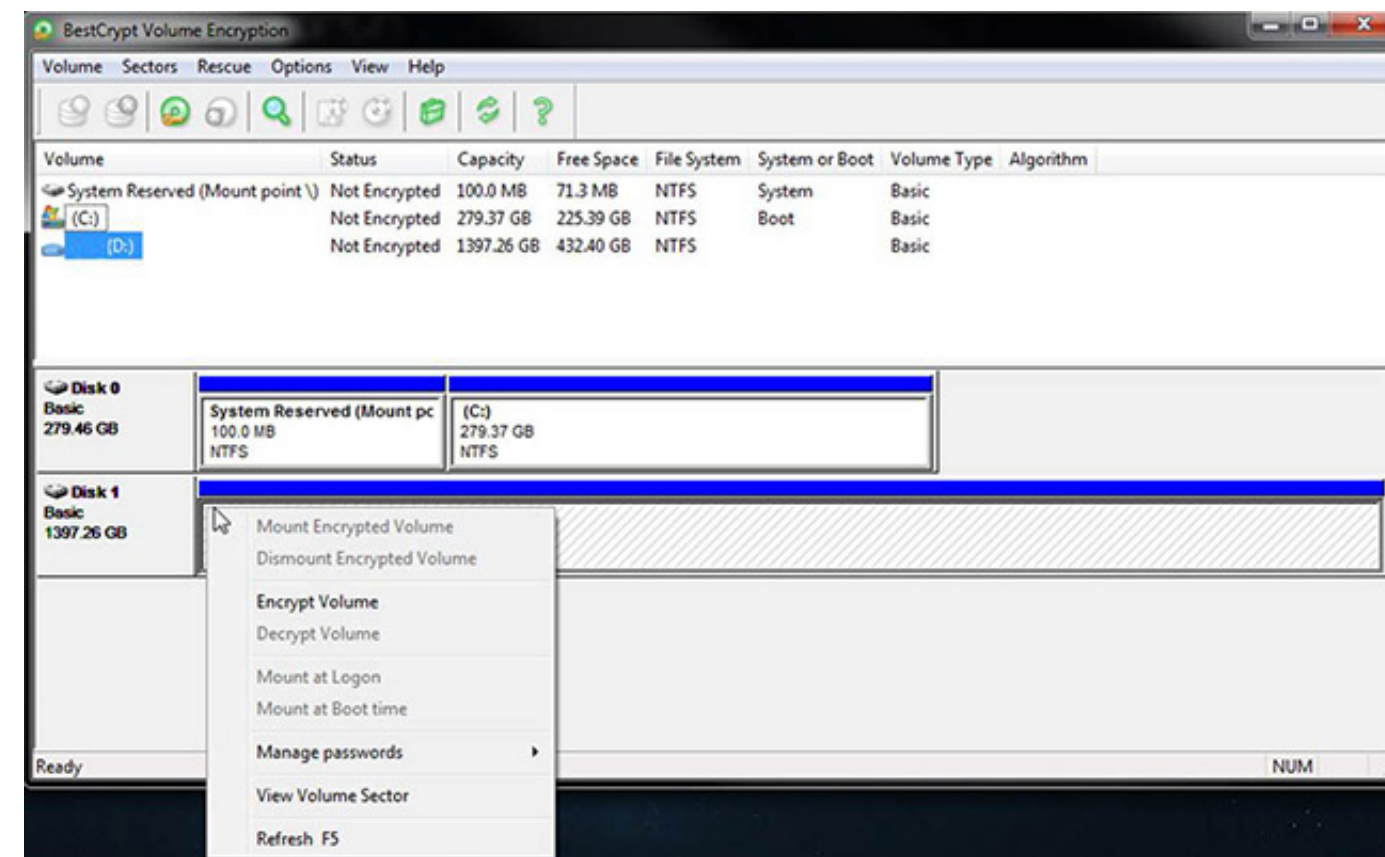 BestCrypt Volume Encryption
Volume Sectors Rescue Options View Help
Volume Status Capacity Free Space File System System or Boot Volume Type Algorithm
System Reserved (Mount point \) Not Encrypted 100.0 MB 71.3 MB NTFS System Basic
(C:) Not Encrypted 279.37 GB 225.39 GB NTFS Boot Basic
(D:) Not Encrypted 1397.26 GB 432.40 GB NTFS Basic
Disk 0
Basic
279.46 GB
System Reserved (Mount pc
100.0 MB
NTFS
(C:)
279.37 GB
NTFS
Disk 1
Basic
1397.26 GB
Mount Encrypted Volume
Dismount Encrypted Volume
Encrypt Volume
Decrypt Volume
Mount at Logon
Mount at Boot time
Manage passwords
View Volume Sector
Refresh F5
Ready NUM